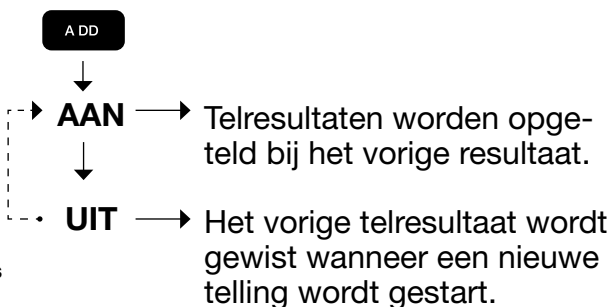 A DD
AAN
Telresultaten worden opge-
teld bij het vorige resultaat.
UIT
Het vorige telresultaat wordt
gewist wanneer een nieuwe
telling wordt gestart.
s